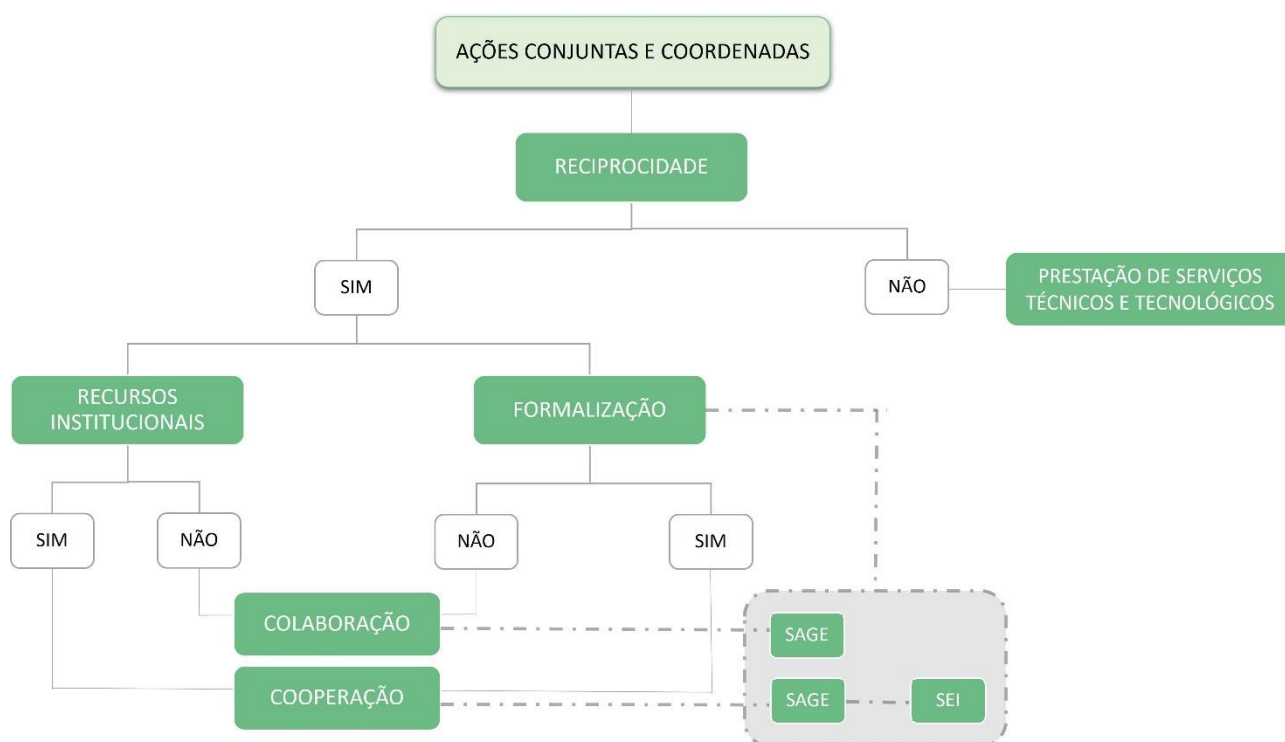 AÇÕES CONJUNTAS E COORDENADAS
RECIPROCIDADE
SIM
NÃO
PRESTAÇÃO DE SERVIÇOS
TÉCNICOS E TECNOLÓGICOS
RECURSOS
INSTITUCIONAIS
FORMALIZAÇÃO
SIM
NÃO
NÃO
SIM
COLABORAÇÃO
SAGE
COOPERAÇÃO
SAGE
SEI